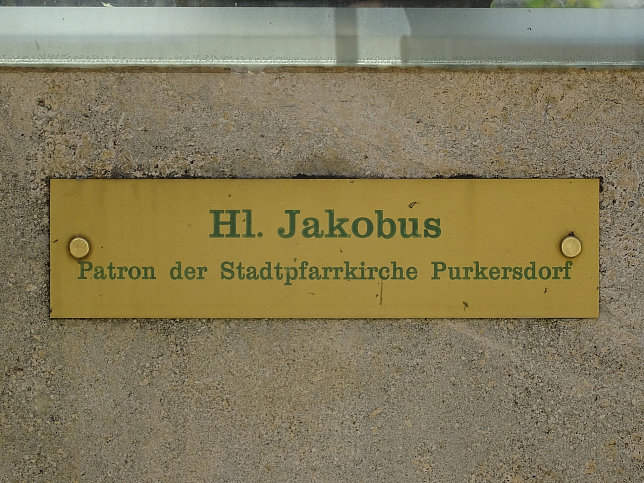 Hl. Jakobus
Patron der Stadtpfarrkirche Purkersdorf